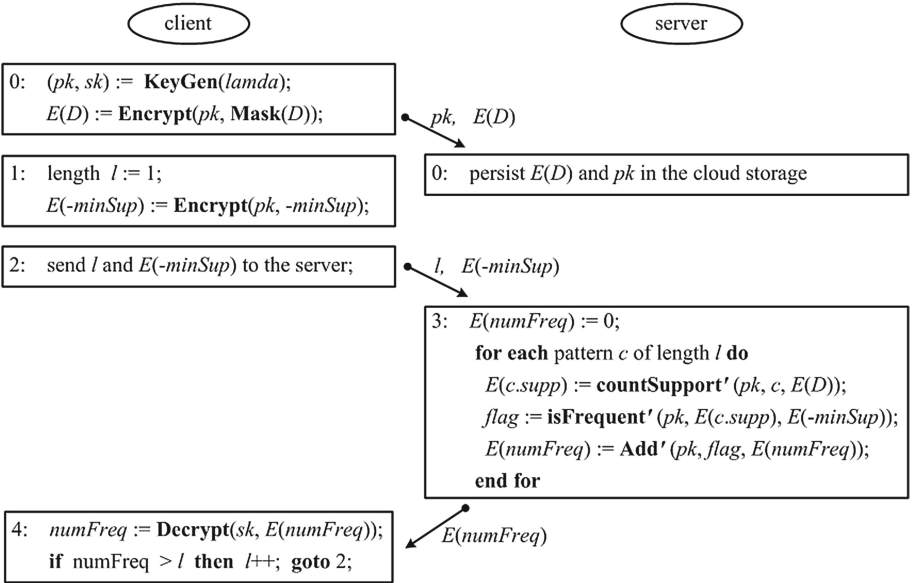 client
server
0: (pk, sk) := KeyGen(lamda);
E(D) := Encrypt(pk, Mask(D));
pk, E(D)
1: length l := 1;
E(-minSup) := Encrypt(pk, -minSup);
0: persist E(D) and pk in the cloud storage
2: send l and E(-minSup) to the server;
l, E(-minSup)
3: E(numFreq) := 0;
for each pattern c of length l do
E(c.supp) := countSupport′ (pk, c, E(D));
flag := isFrequent′ (pk, E(c.supp), E(-minSup));
E(numFreq) := Add′ (pk, flag, E(numFreq));
end for
4: numFreq := Decrypt(sk, E(numFreq));
if numFreq > l then l++; goto 2;
E(numFreq)